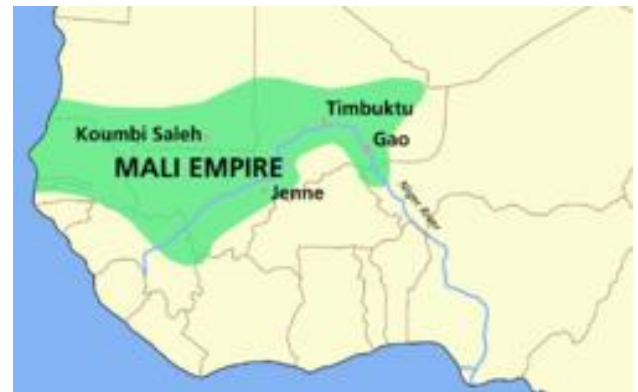 Timbuktu
Koumbi Saleh
Gao
MALI EMPIRE
Jenne
Niger River